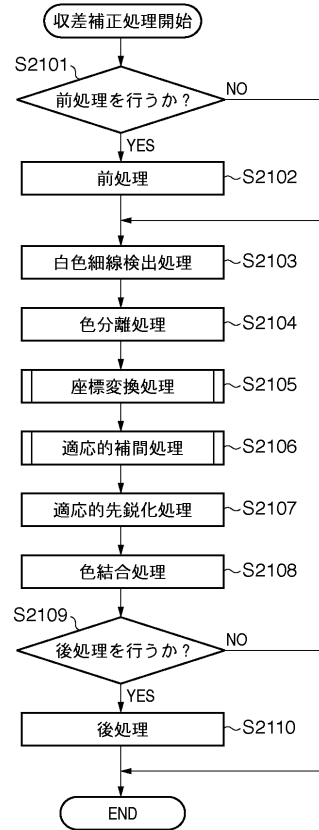 収差補正処理開始
S2101
前処理を行うか？
NO
YES
前処理
S2102
白色細線検出処理
S2103
色分離処理
S2104
座標変換処理
S2105
適応的補間処理
S2106
適応的先鋭化処理
S2107
色結合処理
S2108
S2109
後処理を行うか？
NO
YES
後処理
S2110
END